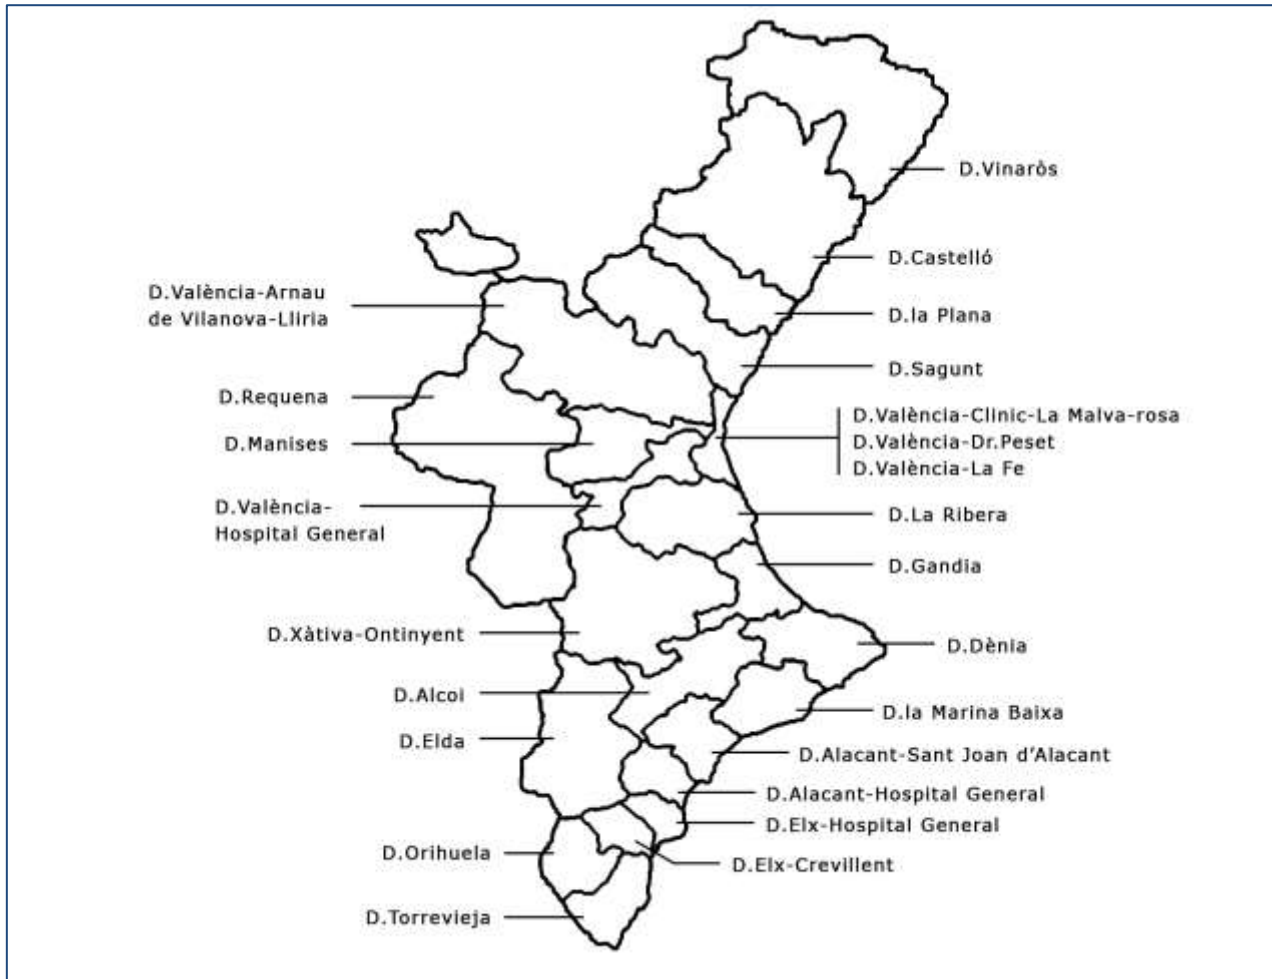 D.Vinaròs
D.Castelló
D.València-Arnau
de Vilanova-Lliria
D.la Plana
D.Sagunt
D.Requena
D.València-Clinic-La Malva-rosa
D.Manises
D.València-Dr.Peset
D.València-La Fe
D.València-
Hospital General
D.La Ribera
D.Gandia
D.Xàtiva-Ontinyent
D.Dènia
D.Alcoi
D.la Marina Baixa
D.Elda
D.Alacant-Sant Joan d'Alacant
D.Alacant-Hospital General
D.Elx-Hospital General
D.Orihuela
D.Elx-Crevillent
D.Torrevieja